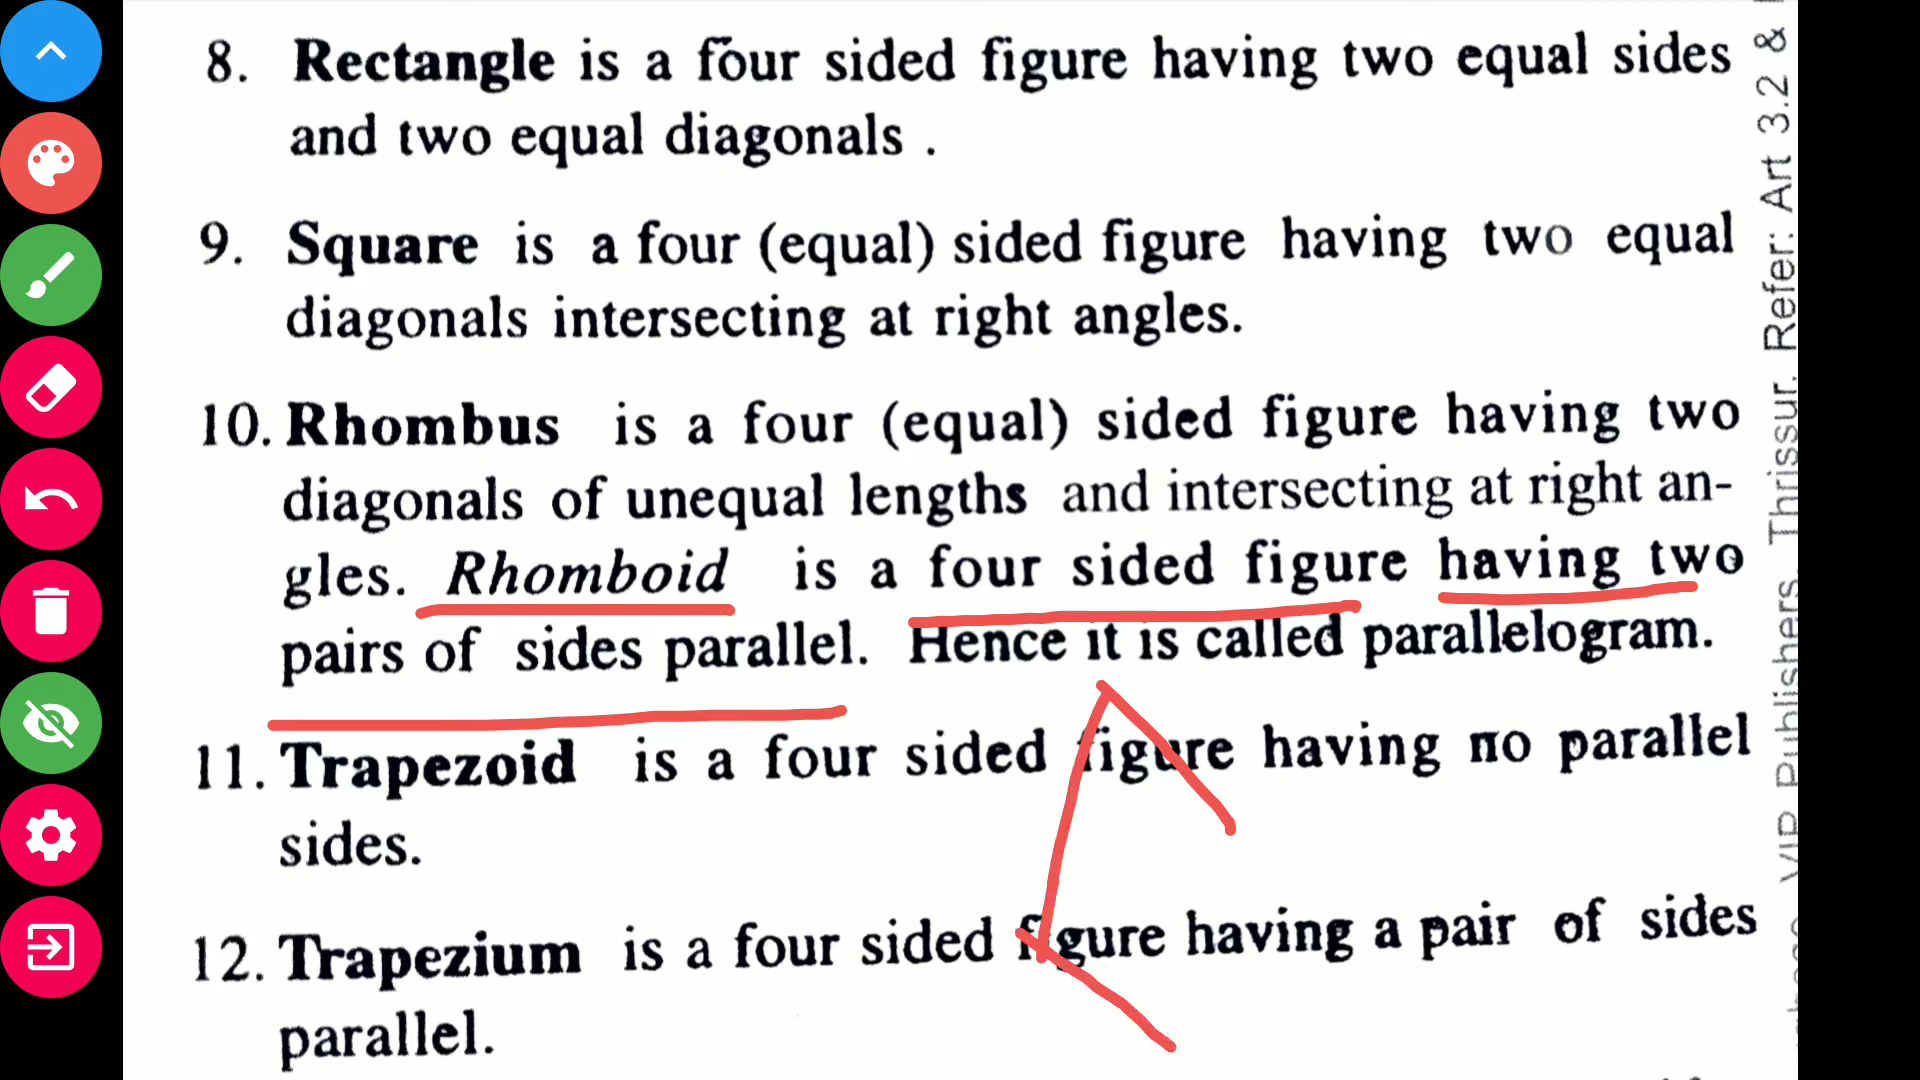 8. Rectangle is a four sided figure having two equal sides
and two equal diagonals .
9. Square is a four (equal) sided figure having two equal
diagonals intersecting at right angles.
10. Rhombus is a four (equal) sided figure having two
diagonals of unequal lengths and intersecting at right an-
gles. Rhomboid is a four sided figure having two
pairs of sides parallel. Hence it is called parallelogram.
11. Trapezoid is a four sided figure having no parallel
sides.
12. Trapezium is a four sided figure having a pair of sides
parallel.
VIP Publishers, Thrissur. Refer: Art 3.2 &